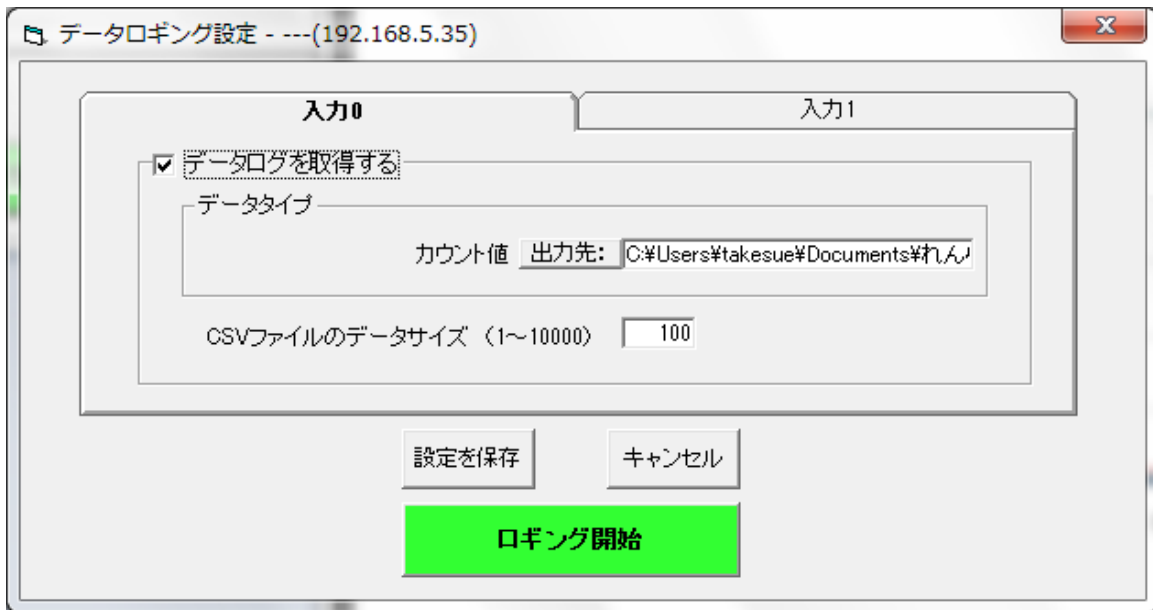 データロギング設定 - ---(192.168.5.35)
入力0
入力1
データログを取得する
データタイプ
カウント値 出力先: C:¥Users¥takesue¥Documents¥れん
CSVファイルのデータサイズ (1～10000) 100
設定を保存 キャンセル
ロギング開始